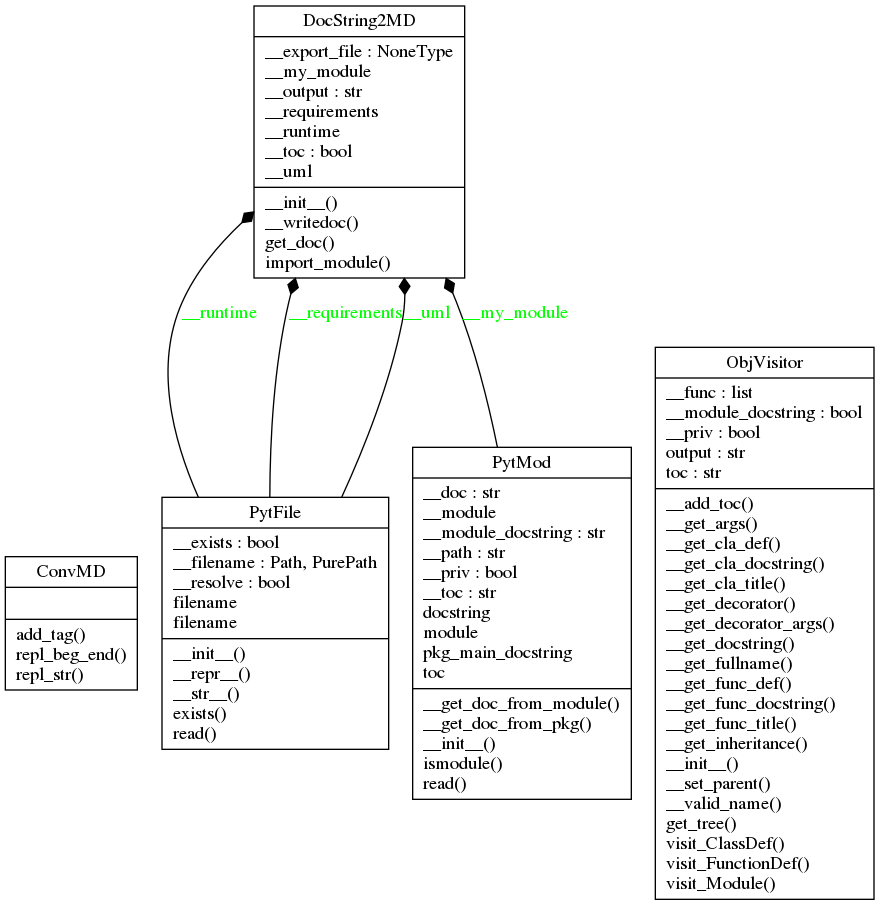 DocString2MD
__export_file : NoneType
__my_module
__output : str
__requirements
__runtime
__toc : bool
__uml
__init__()
__writedoc()
get_doc()
import_module()
__runtime
__requirements
__uml
__my_module
ObjVisitor
__func : list
__module_docstring : bool
__priv : bool
output : str
toc : str
__add_toc()
__get_args()
__get_cla_def()
__get_cla_docstring()
__get_cla_title()
__get_decorator()
__get_decorator_args()
__get_docstring()
__get_fullname()
__get_func_def()
__get_func_docstring()
__get_func_title()
__get_inheritance()
__init__()
__set_parent()
__valid_name()
get_tree()
visit_ClassDef()
visit_FunctionDef()
visit_Module()
PytMod
__doc : str
__module
__module_docstring : str
__path : str
__priv : bool
__toc : str
docstring
module
pkg_main_docstring
toc
__get_doc_from_module()
__get_doc_from_pkg()
__init__()
ismodule()
read()
PytFile
__exists : bool
__filename : Path, PurePath
__resolve : bool
filename
filename
__init__()
__repr__()
__str__()
exists()
read()
ConvMD
add_tag()
repl_beg_end()
repl_str()